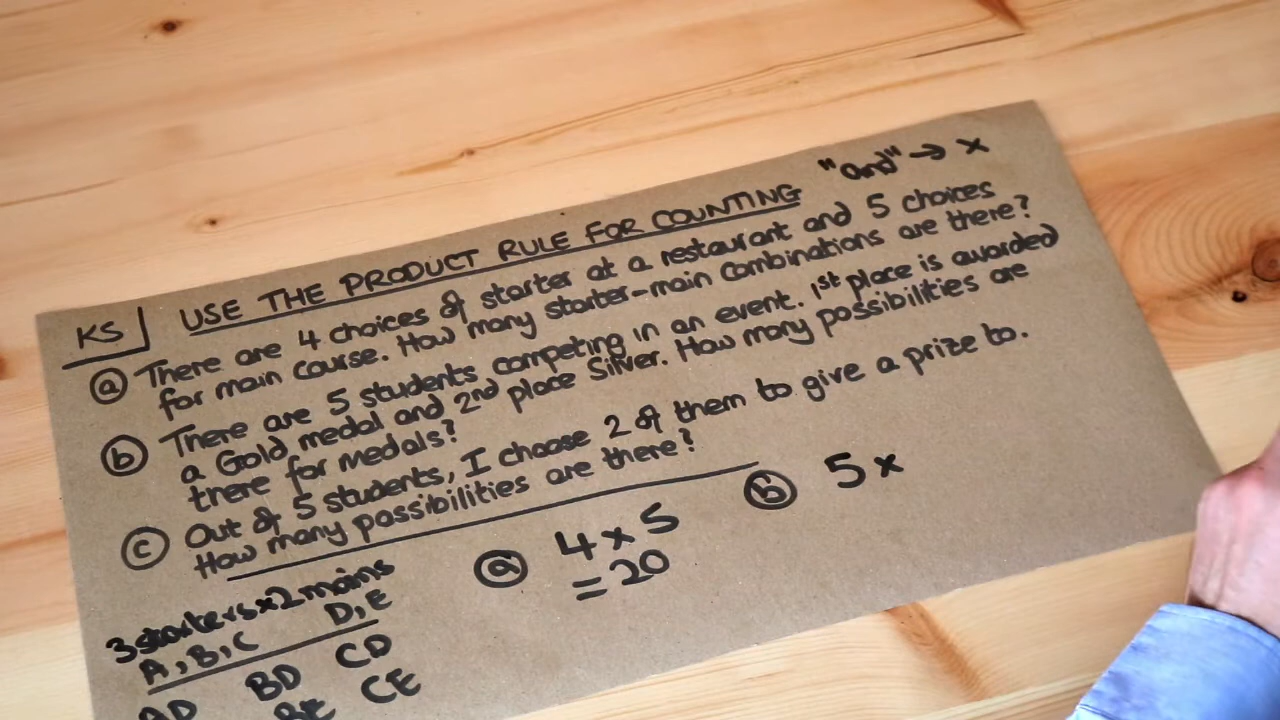 "and" → ×
KS USE THE PRODUCT RULE FOR COUNTING
ⓐ There are 4 choices of starter at a restaurant and 5 choices
for main course. How many starter-main combinations are there?
ⓑ There are 5 students competing in an event. 1st place is awarded
a Gold medal and 2nd place Silver. How many possibilities are
there for medals?
ⓒ Out of 5 students, I choose 2 of them to give a prize to.
How many possibilities are there?
3 starters × 2 mains
A, B, C D, E
AD BD CD
BE CE
ⓐ 4 × 5
= 20
ⓑ 5 ×